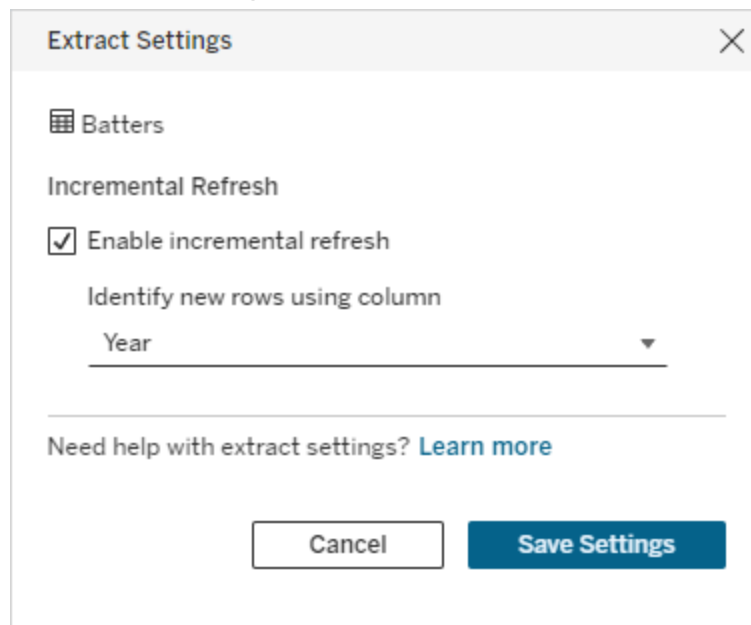 Extract Settings
Batters
Incremental Refresh
Enable incremental refresh
Identify new rows using column
Year
Need help with extract settings? Learn more
Cancel Save Settings